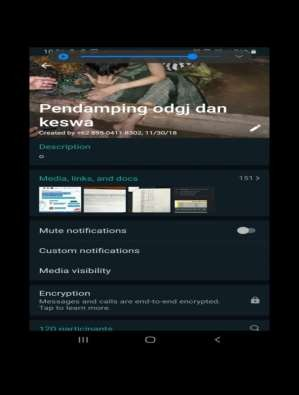 Pendamping odgj dan
keswa
Created by +62 895-0411-8302, 11/30/18
Description
Media, links, and docs
151 >
Mute notifications
Custom notifications
Media visibility
Encryption
Messages and calls are end-to-end encrypted.
Tap to learn more.
120 participants